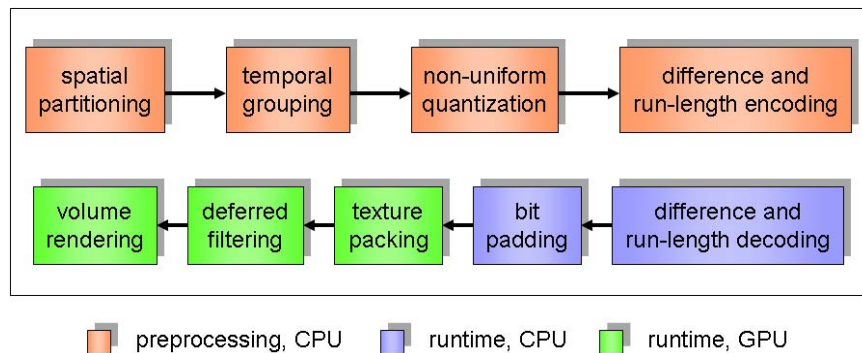 spatial
partitioning
temporal
grouping
non-uniform
quantization
difference and
run-length encoding
volume
rendering
deferred
filtering
texture
packing
bit
padding
difference and
run-length decoding
preprocessing, CPU
runtime, CPU
runtime, GPU